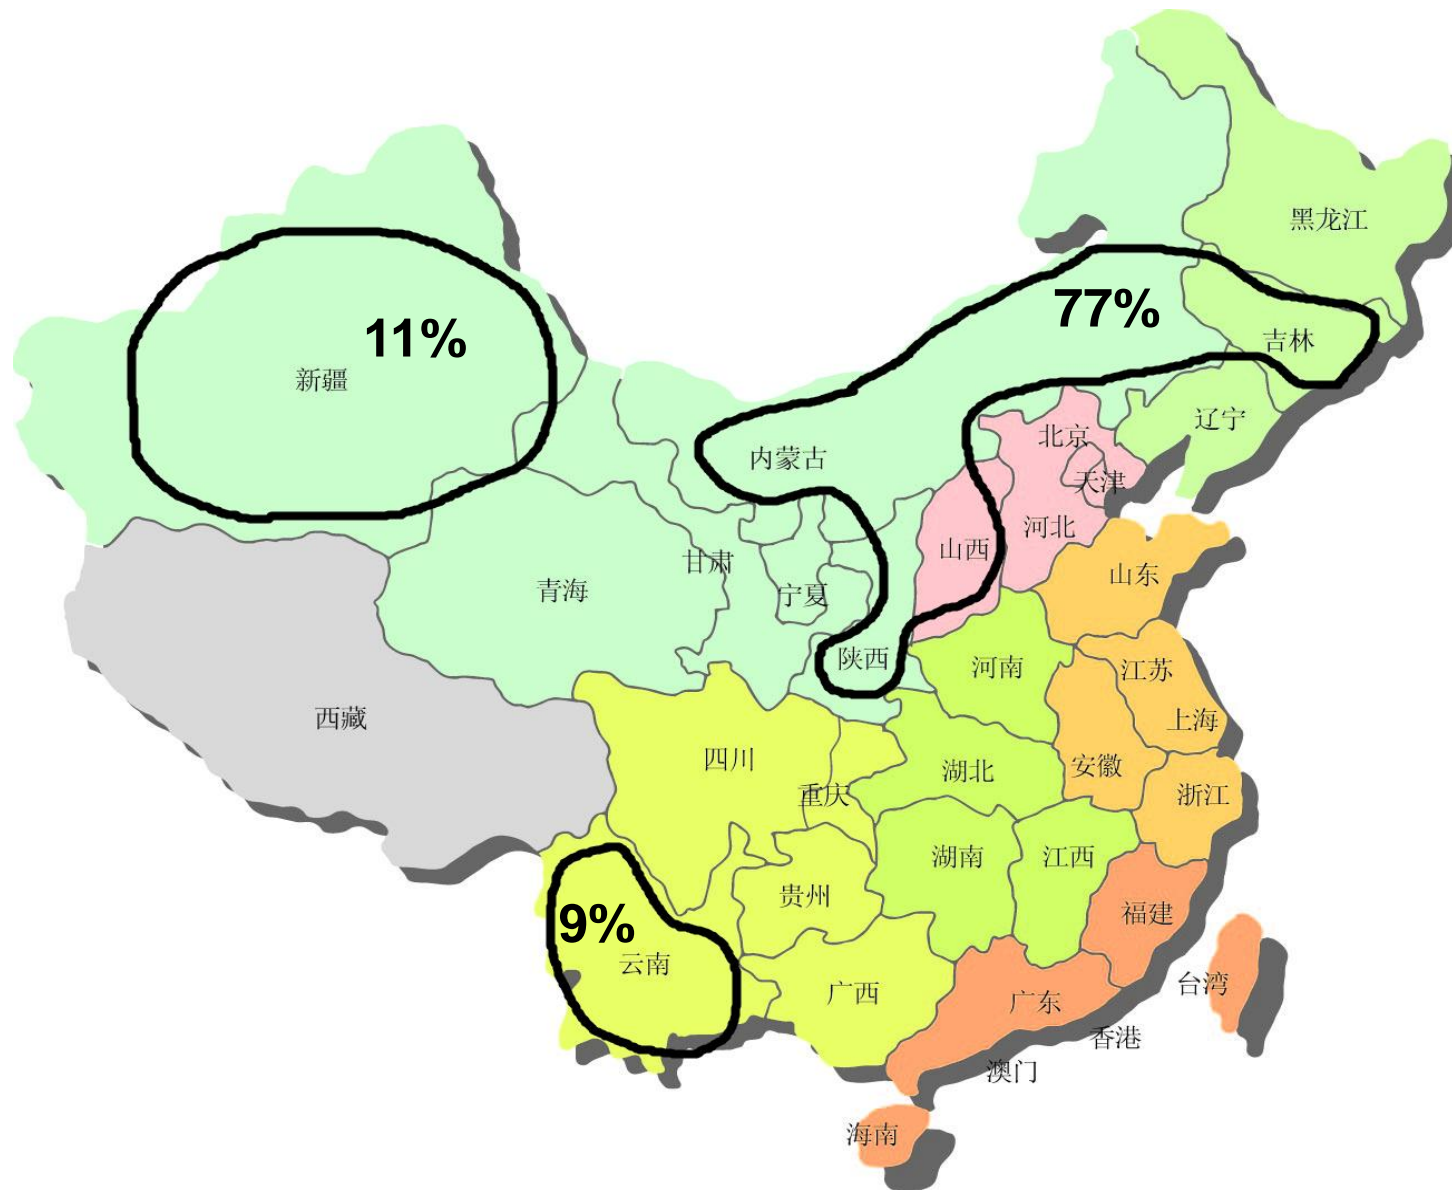 黑龙江
77%
11%
吉林
新疆
辽宁
北京
内蒙古
天津
河北
山西
甘肃
山东
青海
宁夏
陕西
河南
江苏
西藏
上海
四川
安徽
湖北
重庆
浙江
湖南
江西
贵州
福建
9%
云南
台湾
广西
广东
香港
澳门
海南